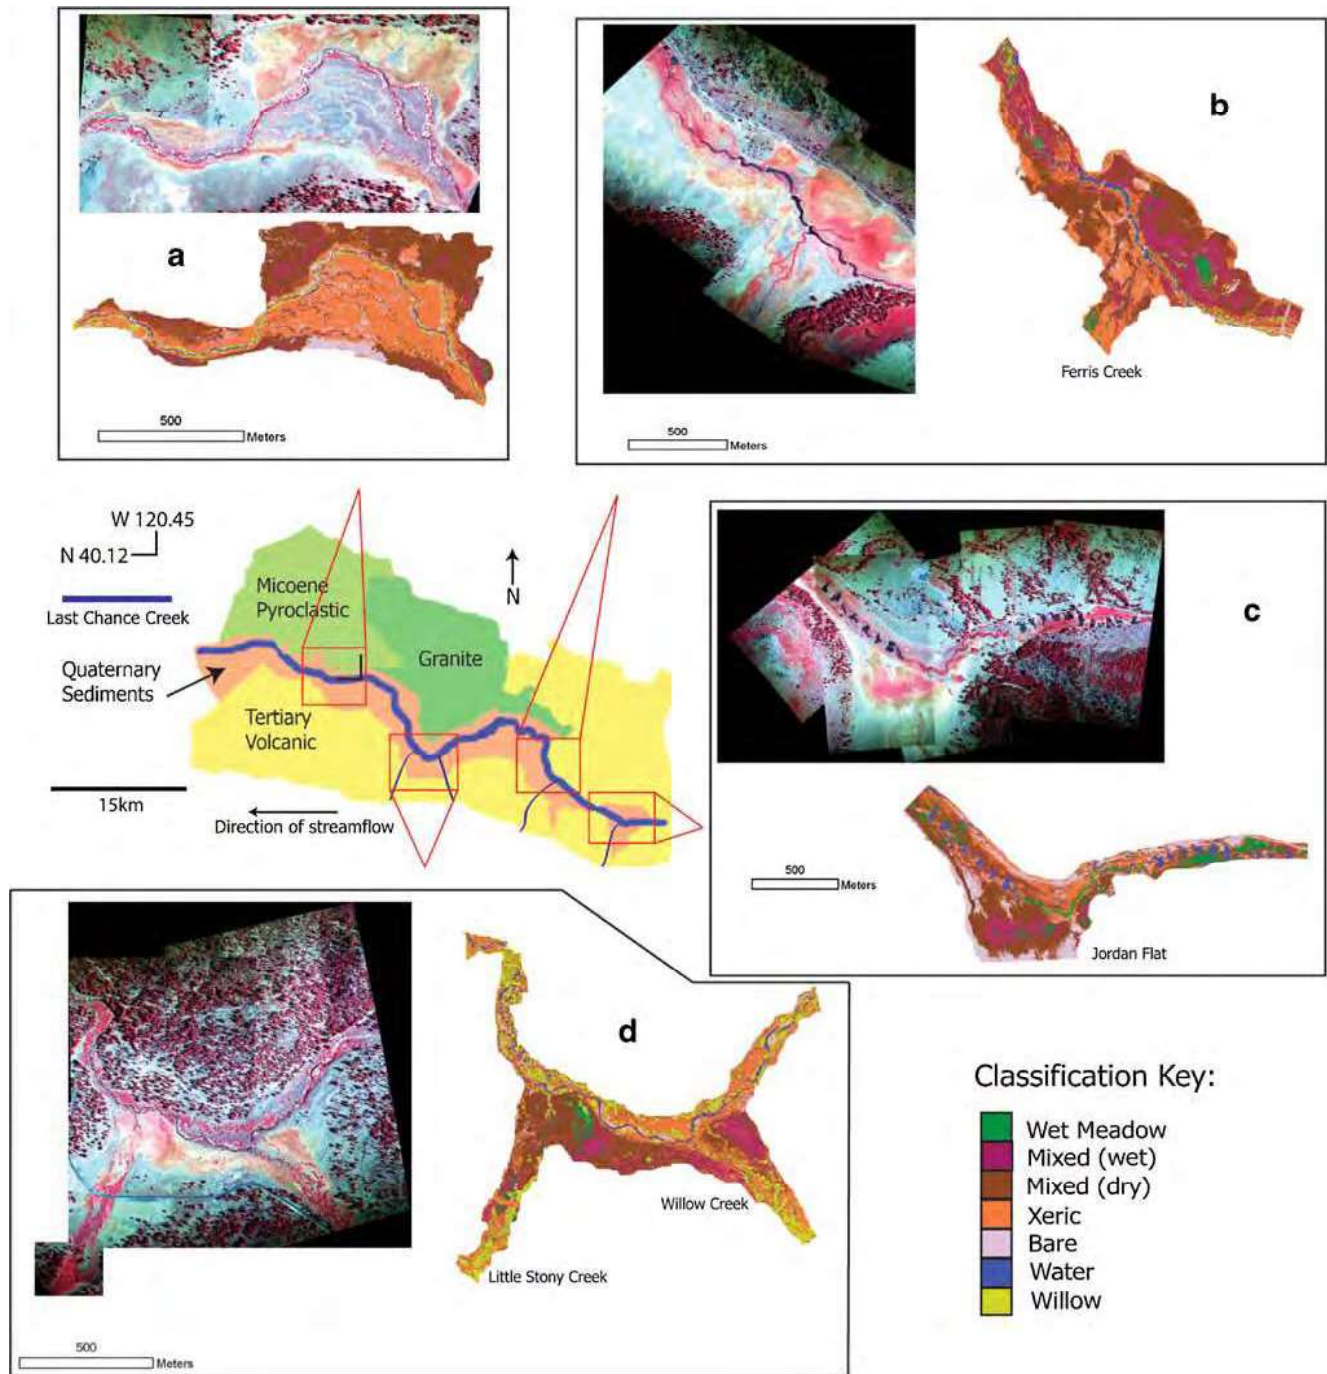 a
500
Meters
b
Ferris Creek
500
Meters
W 120.45
N 40.12
Last Chance Creek
N
Micoene
Pyroclastic
Granite
Quaternary
Sediments
Tertiary
Volcanic
15km
Direction of streamflow
c
500
Meters
Jordan Flat
d
Willow Creek
Little Stony Creek
500
Meters
Classification Key:
Wet Meadow
Mixed (wet)
Mixed (dry)
Xeric
Bare
Water
Willow